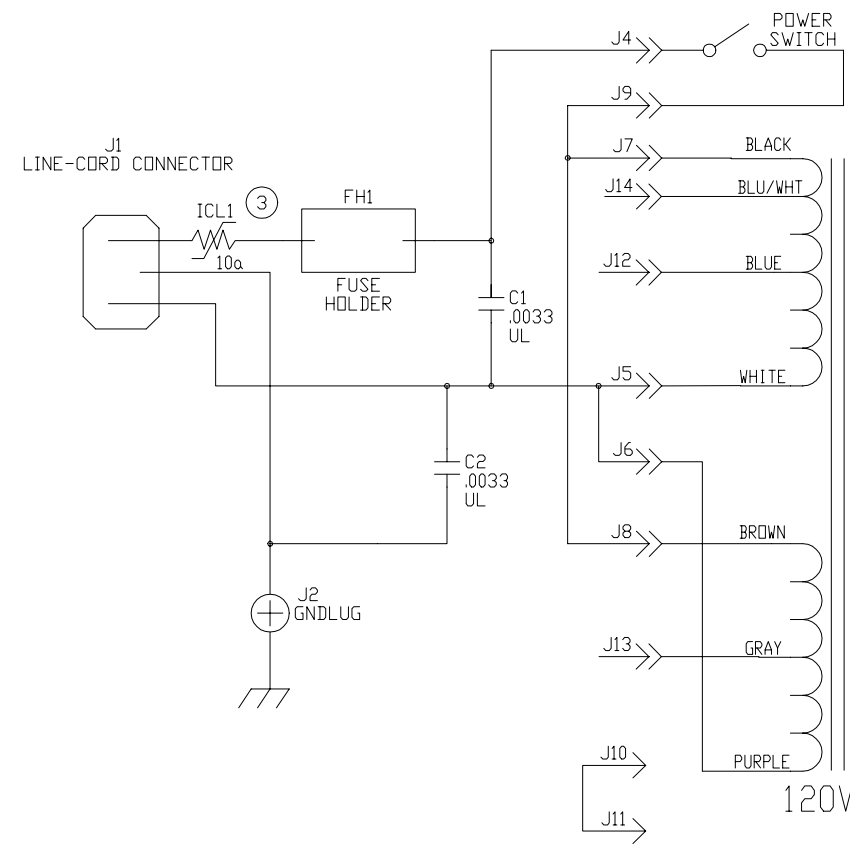 POWER
SWITCH
J4
J9
J1
LINE-CORD CONNECTOR
J7
BLACK
J14
BLU/WHT
ICL1
3
FH1
10a
J12
BLUE
FUSE
HOLDER
C1
.0033
UL
J5
WHITE
J6
C2
.0033
UL
J8
BROWN
J2
GNDLUG
J13
GRAY
J10
PURPLE
120V
J11